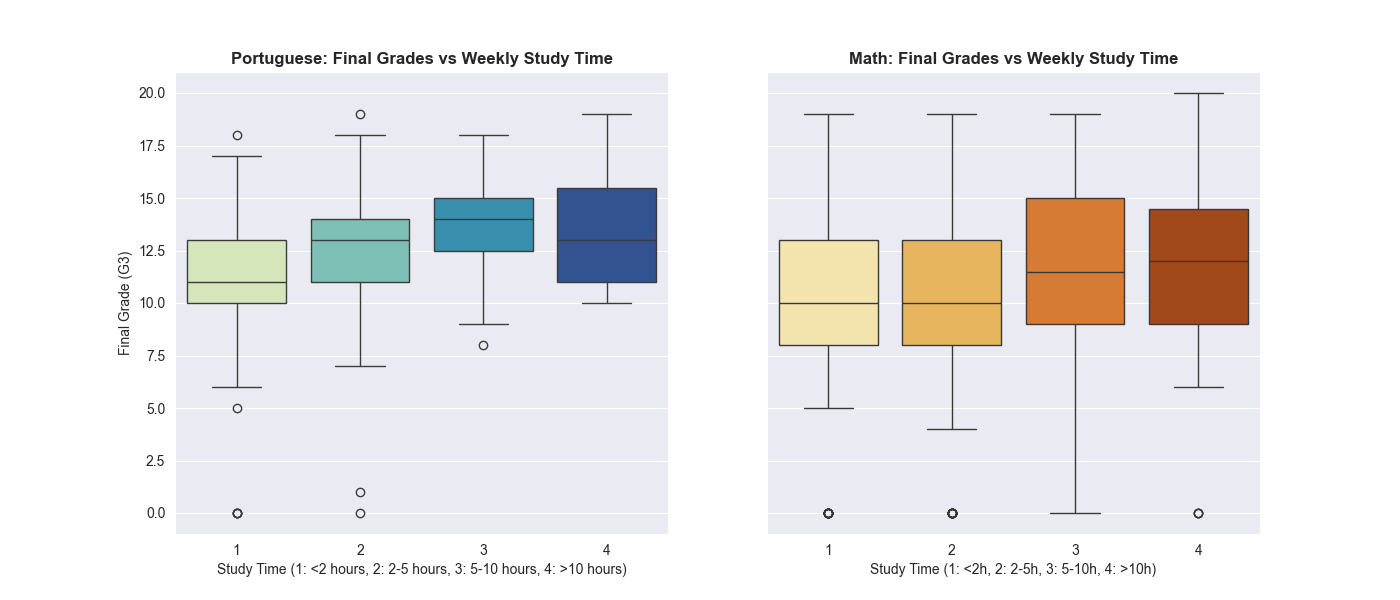 Portuguese: Final Grades vs Weekly Study Time
Final Grade (G3)
20.0
17.5
15.0
12.5
10.0
7.5
5.0
2.5
0.0
1 2 3 4
Study Time (1: <2 hours, 2: 2-5 hours, 3: 5-10 hours, 4: >10 hours)
Math: Final Grades vs Weekly Study Time
1 2 3 4
Study Time (1: <2h, 2: 2-5h, 3: 5-10h, 4: >10h)